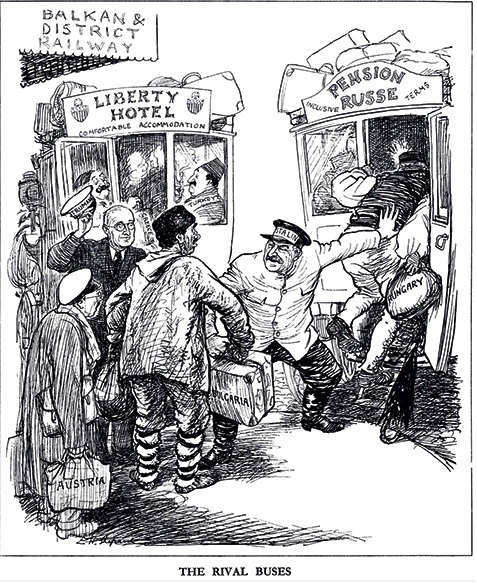 BALKAN &
DISTRICT
RAILWAY
LIBERTY
HOTEL
COMFORTABLE ACCOMMODATION
PENSION
RUSSE
INCLUSIVE TERMS
TURKEY
STALIN
HUNGARY
BULGARIA
AUSTRIA
THE RIVAL BUSES